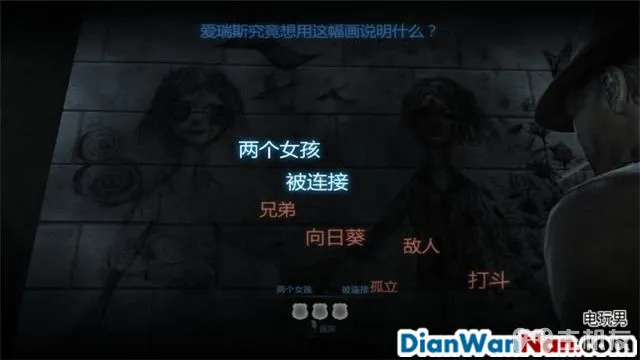 爱瑞斯究竟想用这幅画说明什么？
两个女孩
被连接
兄弟
向日葵
敌人
打斗
两个女孩 被连接
孤立
电玩男
DianWanNan.com